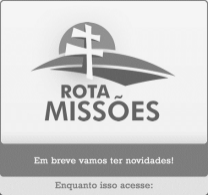 ROTA
MISSÕES
Em breve vamos ter novidades!
Enquanto isso acesse: